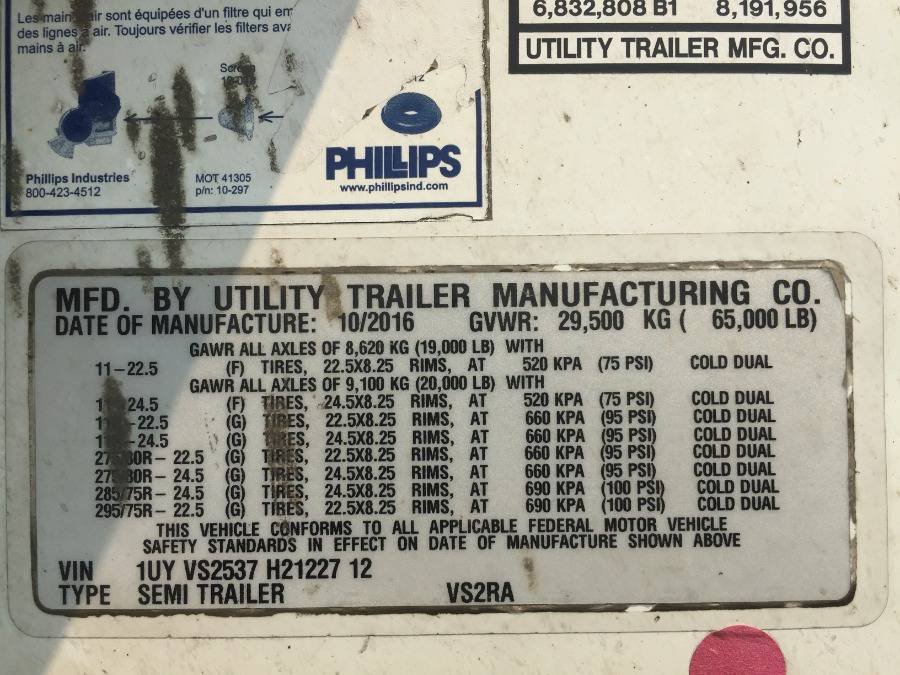 Les main air sont équipées d'un filtre qui em
des lignes air. Toujours vérifier les filters ava
mains à air.
Phillips Industries
800-423-4512
MOT 41305
p/n: 10-297
PHILLIPS
www.phillipsind.com
6,832,808 B1 8,191,956
UTILITY TRAILER MFG. CO.
MFD. BY UTILITY TRAILER MANUFACTURING CO.
DATE OF MANUFACTURE: 10/2016 GVWR: 29,500 KG ( 65,000 LB)
GAWR ALL AXLES OF 8,620 KG (19,000 LB) WITH
11-22.5 (F) TIRES, 22.5X8.25 RIMS, AT 520 KPA (75 PSI) COLD DUAL
GAWR ALL AXLES OF 9,100 KG (20,000 LB) WITH
24.5 (F) TIRES, 24.5X8.25 RIMS, AT 520 KPA (75 PSI) COLD DUAL
-22.5 (G) TIRES, 22.5X8.25 RIMS, AT 660 KPA (95 PSI) COLD DUAL
-24.5 (G) TIRES, 24.5X8.25 RIMS, AT 660 KPA (95 PSI) COLD DUAL
275/80R-22.5 (G) TIRES, 22.5X8.25 RIMS, AT 660 KPA (95 PSI) COLD DUAL
275/80R-24.5 (G) TIRES, 24.5X8.25 RIMS, AT 660 KPA (95 PSI) COLD DUAL
285/75R-24.5 (G) TIRES, 24.5X8.25 RIMS, AT 690 KPA (100 PSI) COLD DUAL
295/75R-22.5 (G) TIRES, 22.5X8.25 RIMS, AT 690 KPA (100 PSI) COLD DUAL
THIS VEHICLE CONFORMS TO ALL APPLICABLE FEDERAL MOTOR VEHICLE
SAFETY STANDARDS IN EFFECT ON DATE OF MANUFACTURE SHOWN ABOVE
VIN 1UY VS2537 H21227 12
TYPE SEMI TRAILER VS2RA